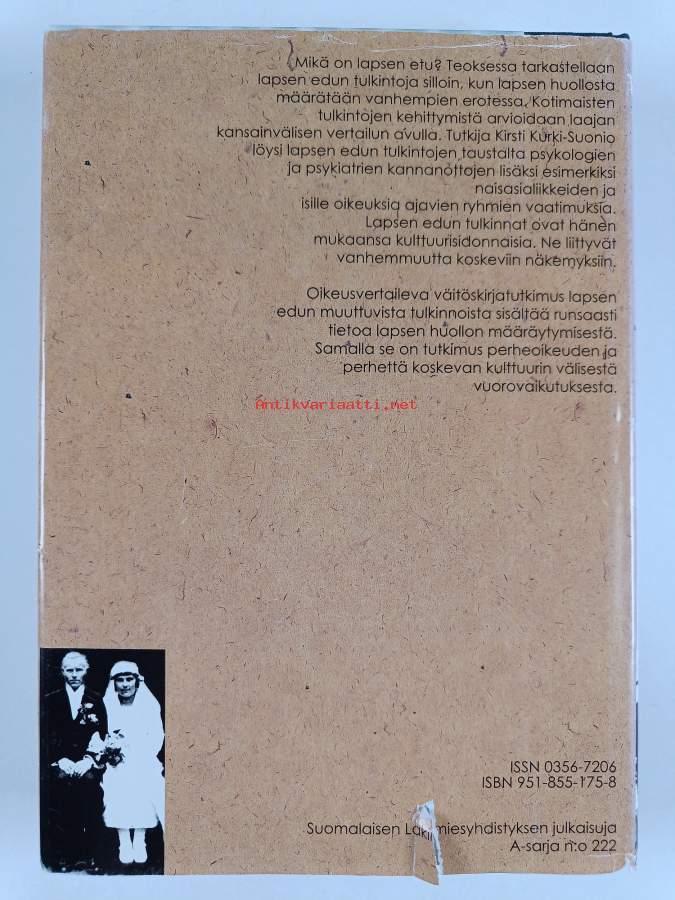 Mikä on lapsen etu? Teoksessa tarkastellaan
lapsen edun tulkintoja silloin, kun lapsen huollosta
määrätään vanhempien erotessa. Kotimaisten
tulkintojen kehittymistä arvioidaan laajan
kansainvälisen vertailun avulla. Tutkija Kirsti Kurki-Suonio
löysi lapsen edun tulkintojen taustalta psykologien
ja psykiatrien kannanottojen lisäksi esimerkiksi
naisasialiikkeiden ja
isille oikeuksia ajavien ryhmien vaatimuksia.
Lapsen edun tulkinnat ovat hänen
mukaansa kulttuurisidonnaisia. Ne liittyvät
vanhemmuutta koskeviin näkemyksiin.
Oikeusvertaileva väitöskirjatutkimus lapsen
edun muuttuvista tulkinnoista sisältää runsaasti
tietoa lapsen huollon määräytymisestä.
Samalla se on tutkimus perheoikeuden ja
perhettä koskevan kulttuurin välisestä
vuorovaikutuksesta.
Antikvariaatti.net
ISSN 0356-7206
ISBN 951-855-175-8
Suomalaisen Lakimiesyhdistyksen julkaisuja
A-sarja n:o 222